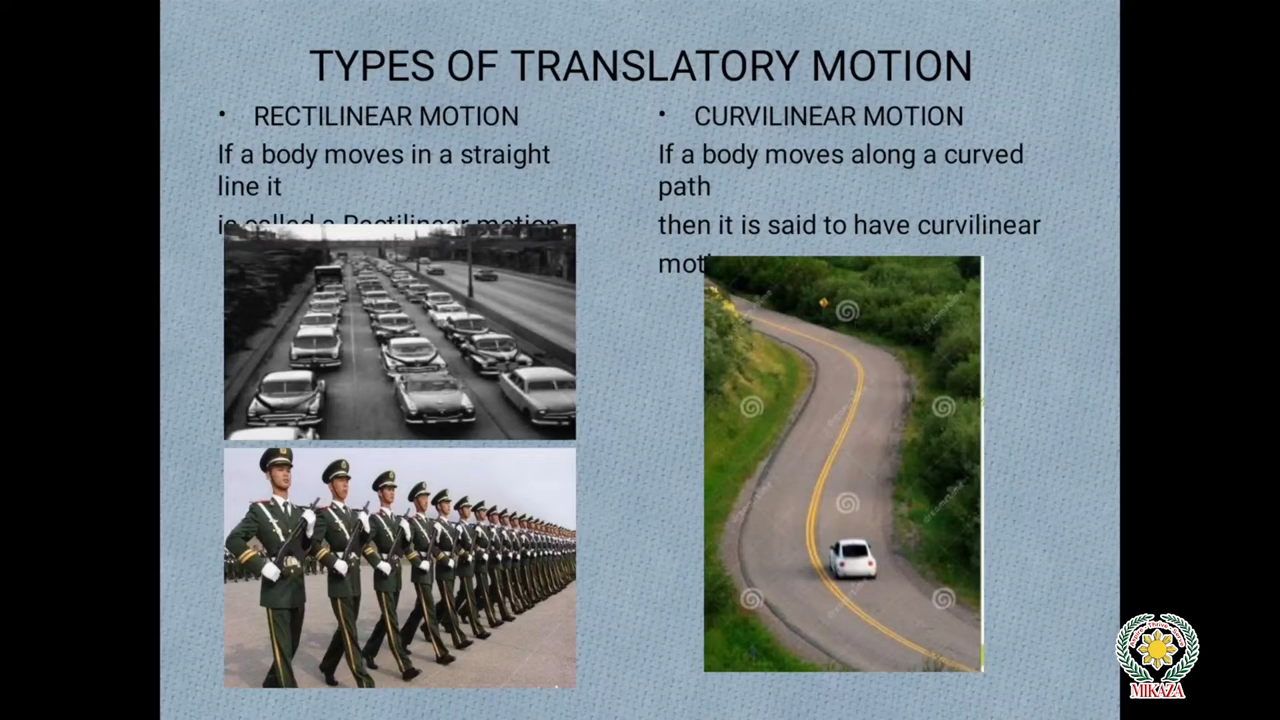 TYPES OF TRANSLATORY MOTION
• RECTILINEAR MOTION
If a body moves in a straight
line it
is called a Rectilinear motion
• CURVILINEAR MOTION
If a body moves along a curved
path
then it is said to have curvilinear
MIKAZA